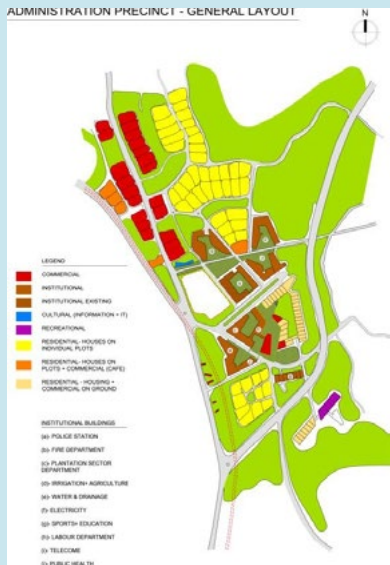 ADMINISTRATION PRECINCT - GENERAL LAYOUT
N
LEGEND
COMMERCIAL
INSTITUTIONAL
INSTITUTIONAL EXISTING
CULTURAL (INFORMATION + IT)
RECREATIONAL
RESIDENTIAL- HOUSES ON
INDIVIDUAL PLOTS
RESIDENTIAL- HOUSES ON
PLOTS + COMMERCIAL (CAFE)
RESIDENTIAL - HOUSING +
COMMERCIAL ON GROUND
INSTITUTIONAL BUILDINGS
(a)- POLICE STATION
(b)- FIRE DEPARTMENT
(c)- PLANTATION SECTOR
DEPARTMENT
(d)- IRRIGATION+ AGRICULTURE
(e)- WATER & DRAINAGE
(f)- ELECTRICITY
(g)- SPORTS+ EDUCATION
(h)- LABOUR DEPARTMENT
(i)- TELECOME
(j)- PUBLIC HEALTH